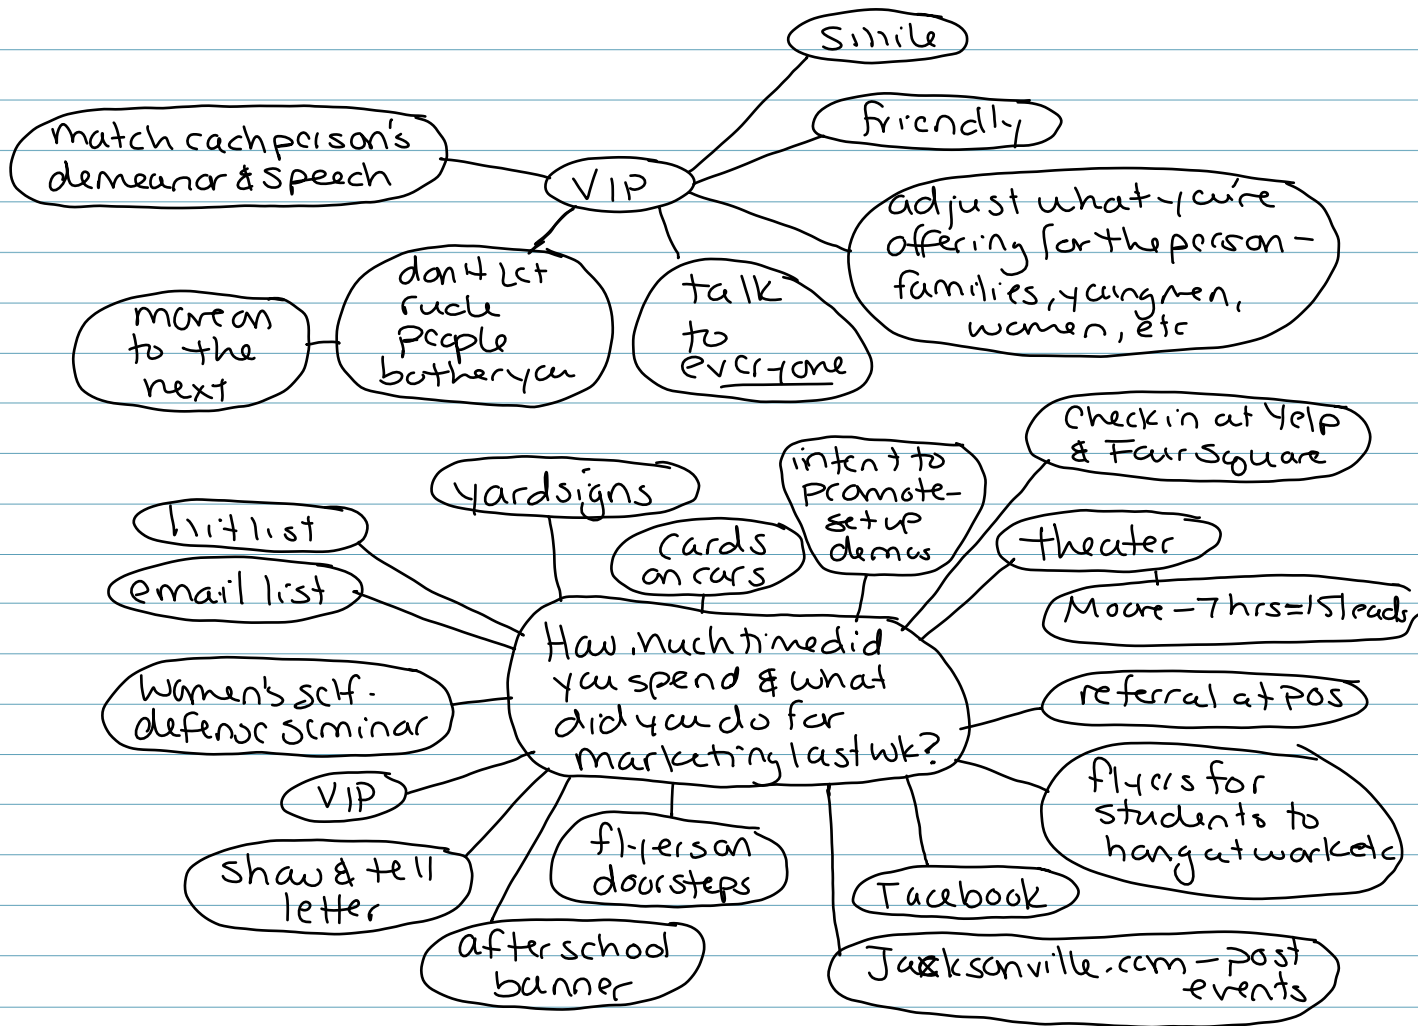 smile
friendly
match each person's
demeanor & speech
VIP
adjust what you're
offering for the person –
families, young men,
women, etc
don't let
rude
people
bother you
talk
to
everyone
move on
to the
next
Check in at Yelp
& FourSquare
intent to
promote –
set up
demos
yard signs
hit list
cards
on cars
theater
email list
Moore – 7 hrs = 151 leads
How much time did
you spend & what
did you do for
marketing last wk?
women's self-
defense seminar
referral at POS
VIP
flyers for
students to
hang at work etc
show & tell
letter
flyers on
doorsteps
Facebook
after school
banner
Jacksonville.com – post
events